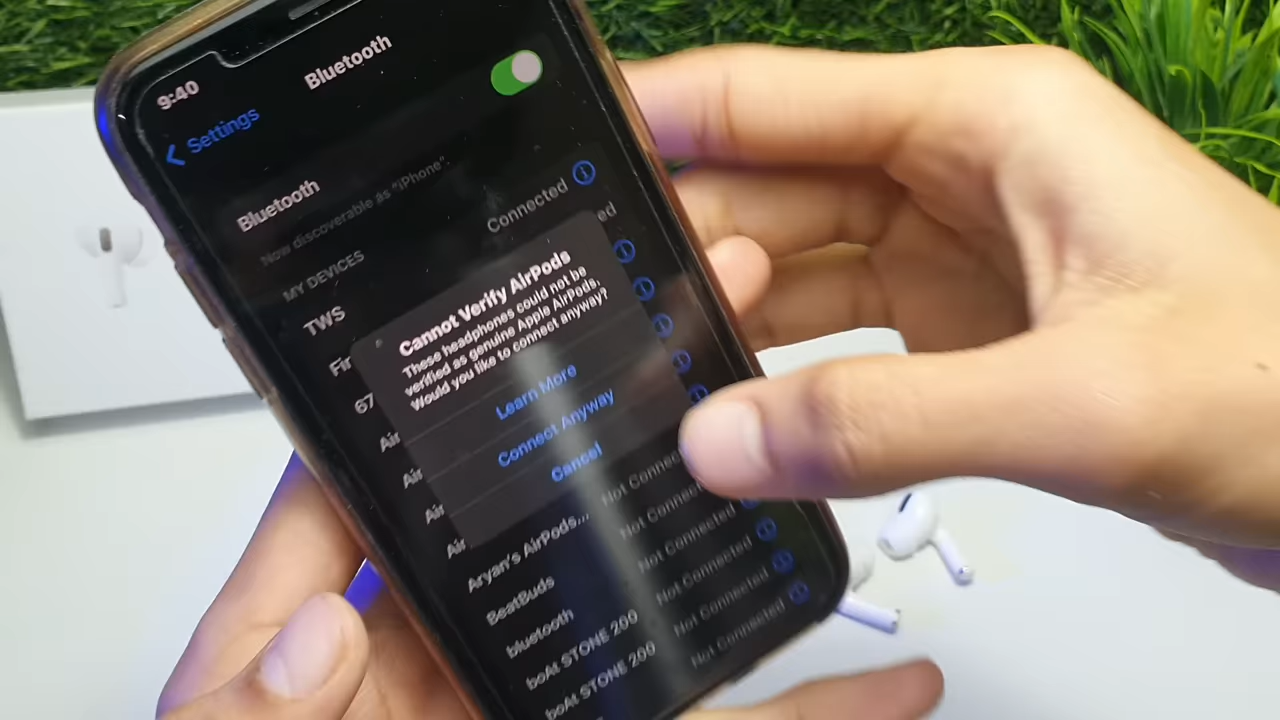 9:40
Bluetooth
Settings
Bluetooth
Now discoverable as "iPhone".
MY DEVICES
TWS
Connected
Cannot Verify AirPods
These headphones could not be
verified as genuine Apple AirPods.
Would you like to connect anyway?
Learn More
Connect Anyway
Cancel
Aryan's AirPods...
Not Connected
BeatBuds
Not Connected
bluetooth
Not Connected
boAt STONE 200
Not Connected
boAt STONE 200
Not Connected